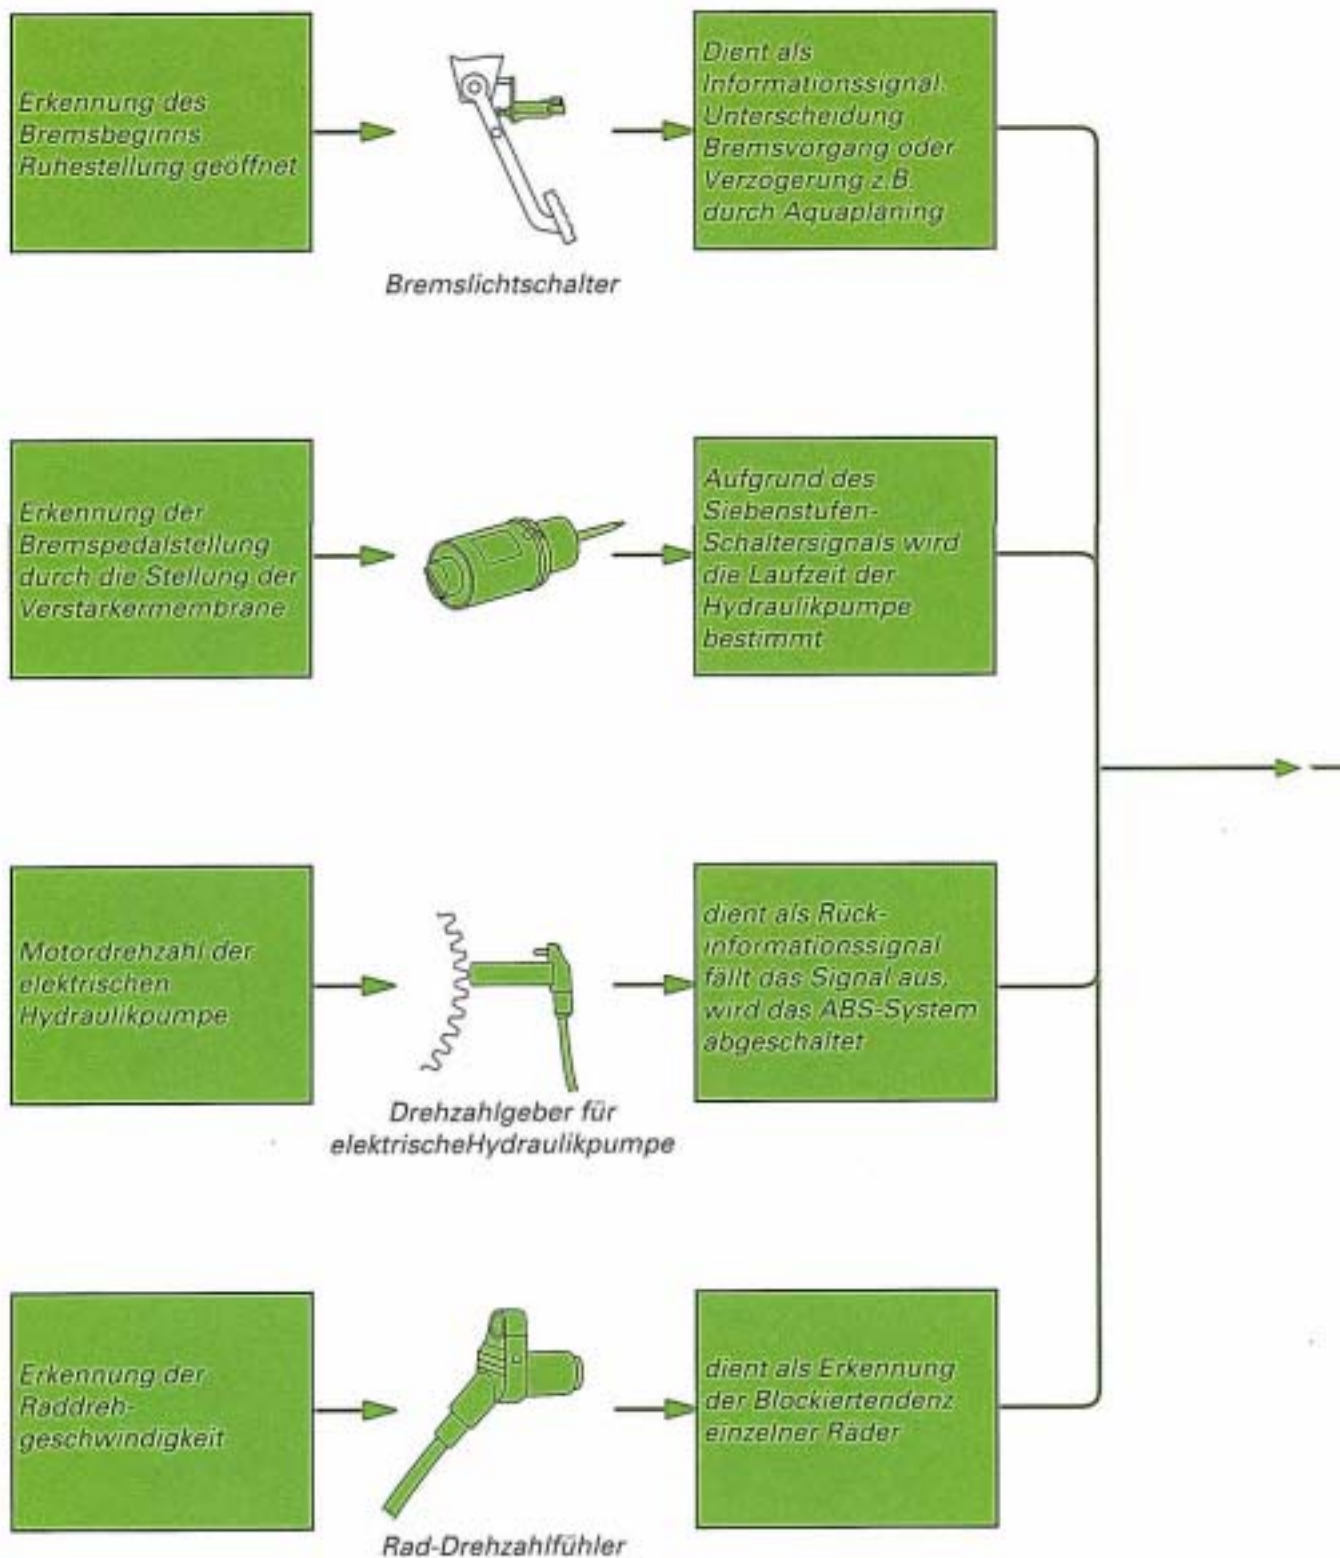 Erkennung des
Bremsbeginns
Ruhestellung geöffnet
Bremslichtschalter
Dient als
Informationssignal.
Unterscheidung
Bremsvorgang oder
Verzögerung z.B.
durch Aquaplaning
Erkennung der
Bremspedalstellung
durch die Stellung der
Verstärkermembrane
Aufgrund des
Siebenstufen-
Schaltersignals wird
die Laufzeit der
Hydraulikpumpe
bestimmt
Motordrehzahl der
elektrischen
Hydraulikpumpe
Drehzahlgeber für
elektrischeHydraulikpumpe
dient als Rück-
informationssignal
fällt das Signal aus,
wird das ABS-System
abgeschaltet
Erkennung der
Raddreh-
geschwindigkeit
Rad-Drehzahlfühler
dient als Erkennung
der Blockiertendenz
einzelner Räder